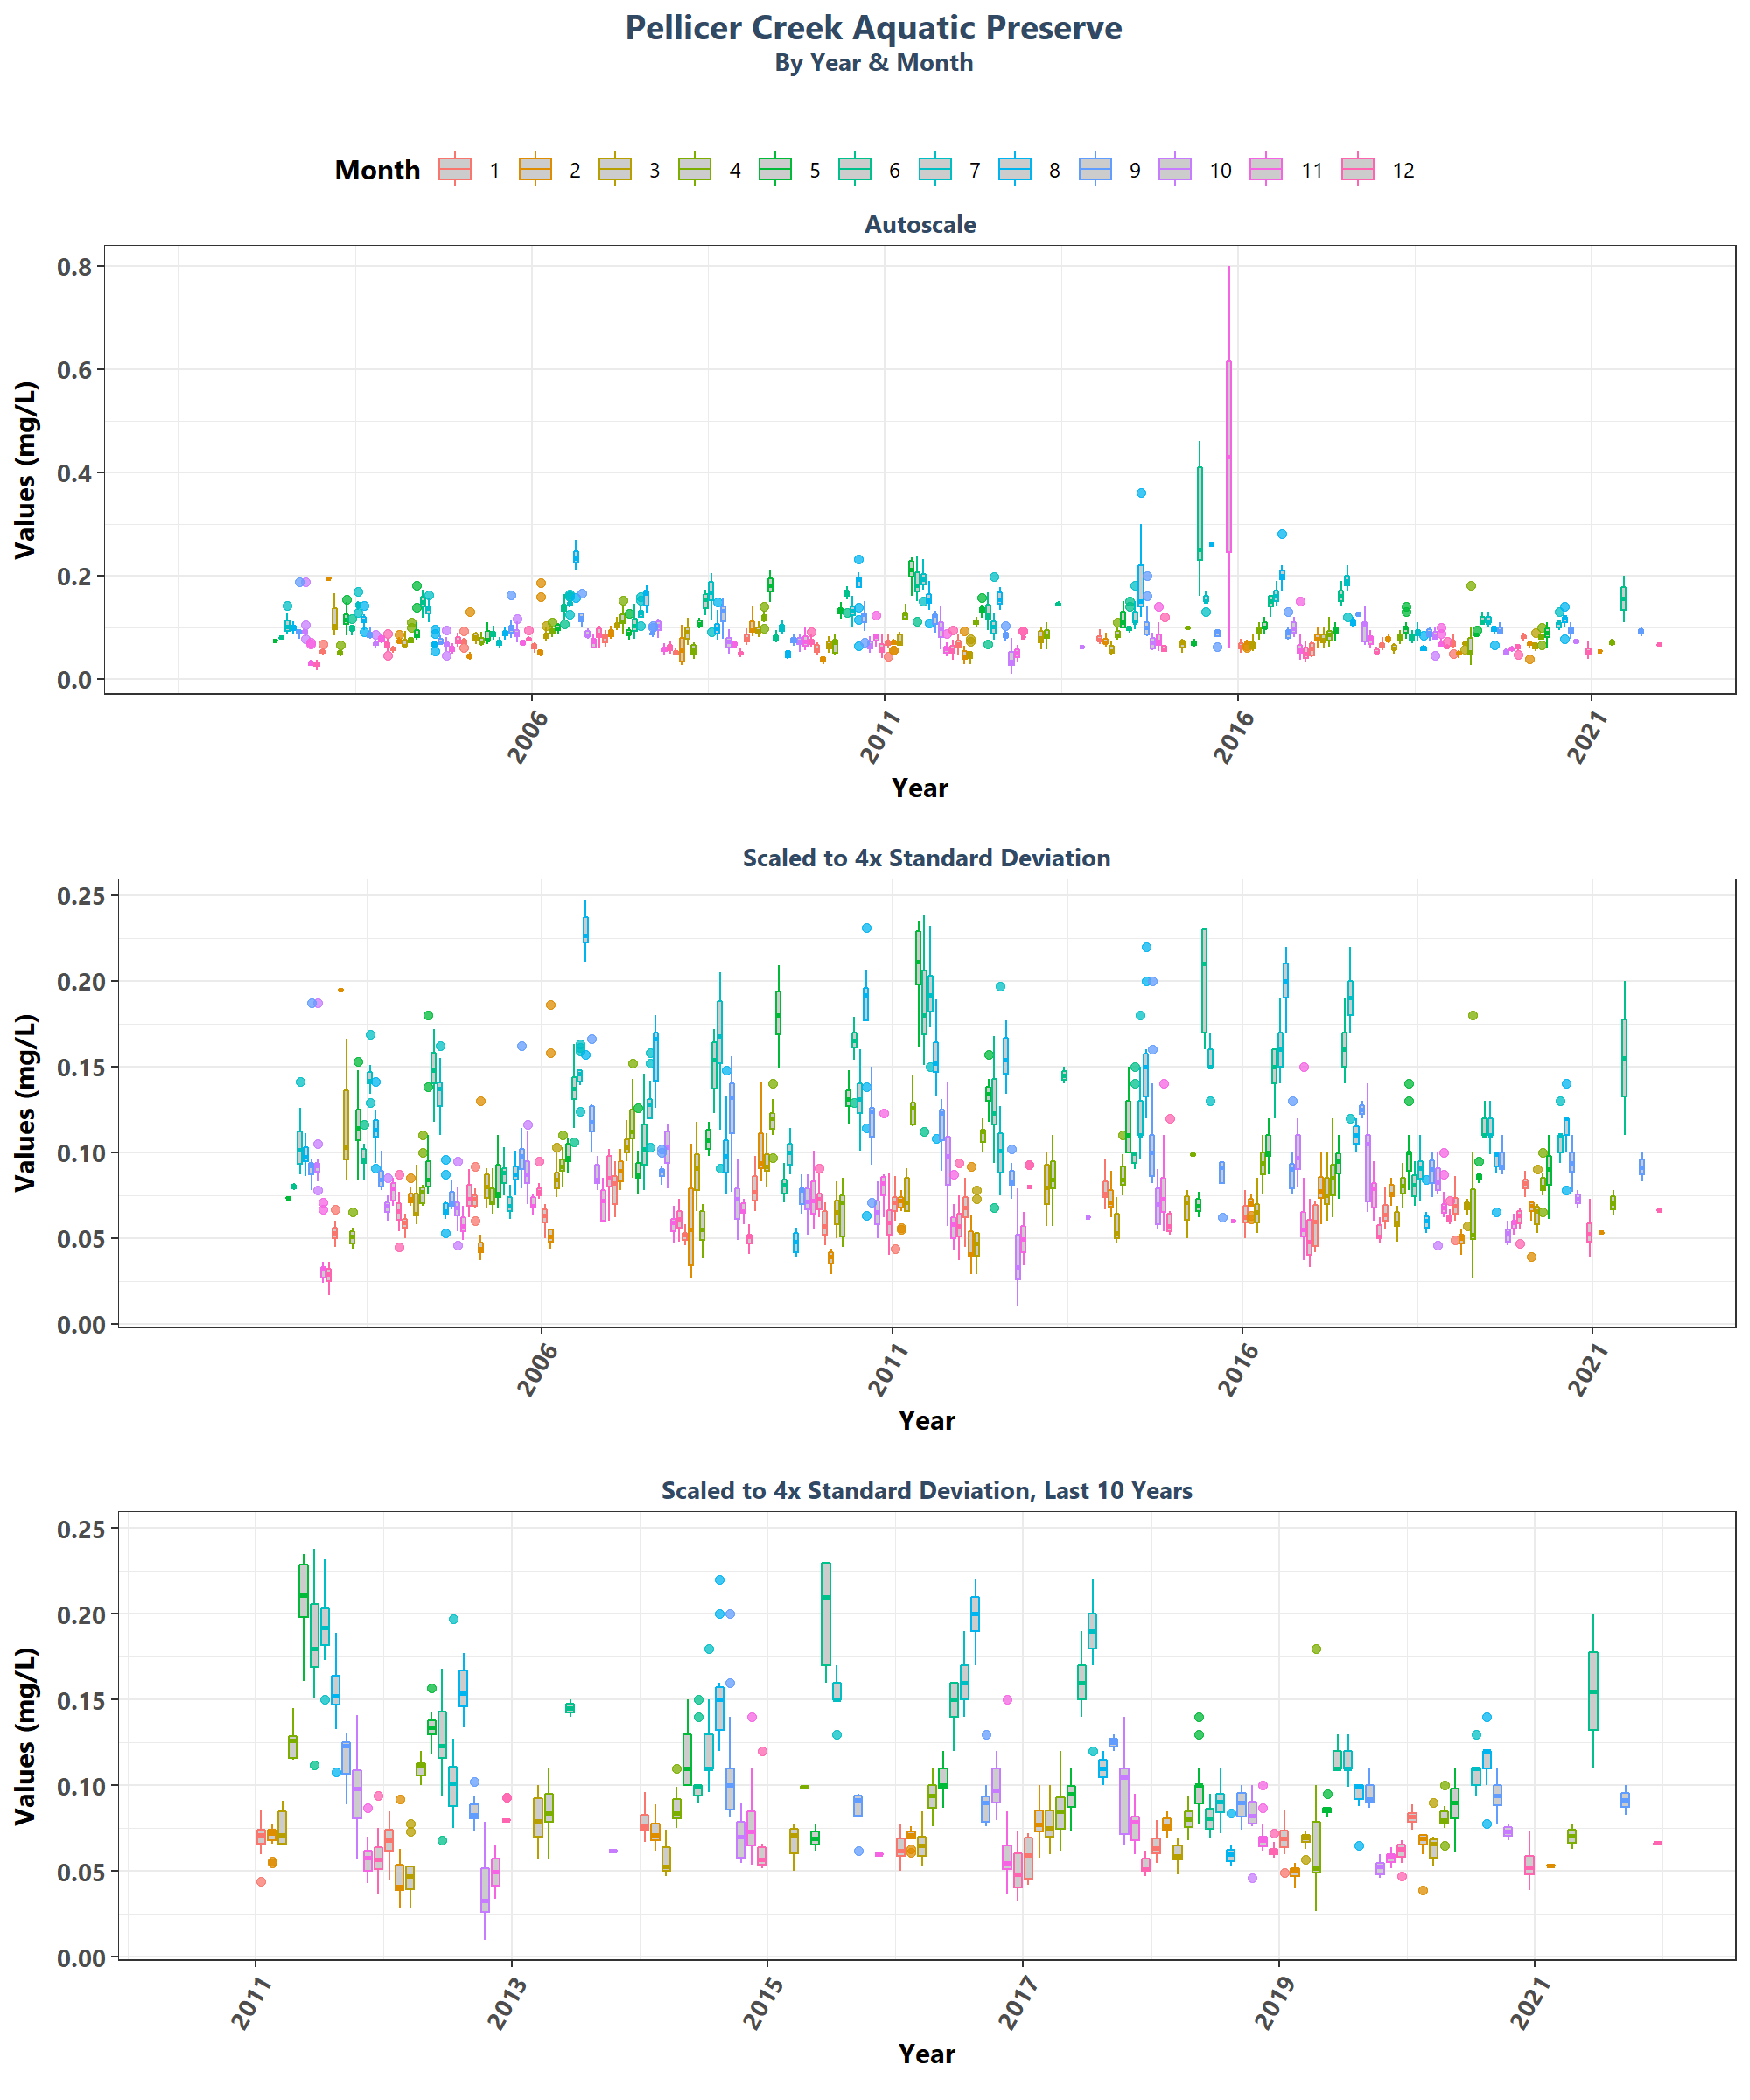 Pellicer Creek Aquatic Preserve
By Year & Month
Month 1 2 3 4 5 6 7 8 9 10 11 12
Autoscale
Values (mg/L)
0.8
0.6
0.4
0.2
0.0
2006 2011 2016 2021
Year
Scaled to 4x Standard Deviation
Values (mg/L)
0.25
0.20
0.15
0.10
0.05
0.00
2006 2011 2016 2021
Year
Scaled to 4x Standard Deviation, Last 10 Years
Values (mg/L)
0.25
0.20
0.15
0.10
0.05
0.00
2011 2013 2015 2017 2019 2021
Year